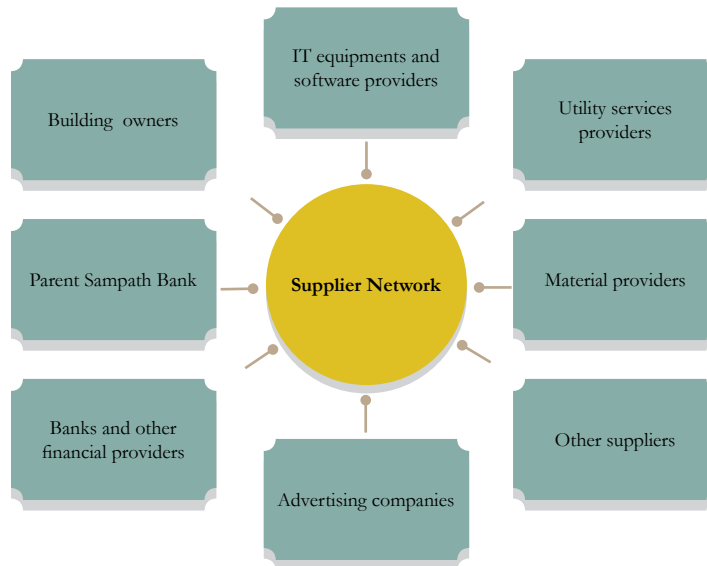 IT equipments and
software providers
Building owners
Utility services
providers
Parent Sampath Bank
Supplier Network
Material providers
Banks and other
financial providers
Other suppliers
Advertising companies